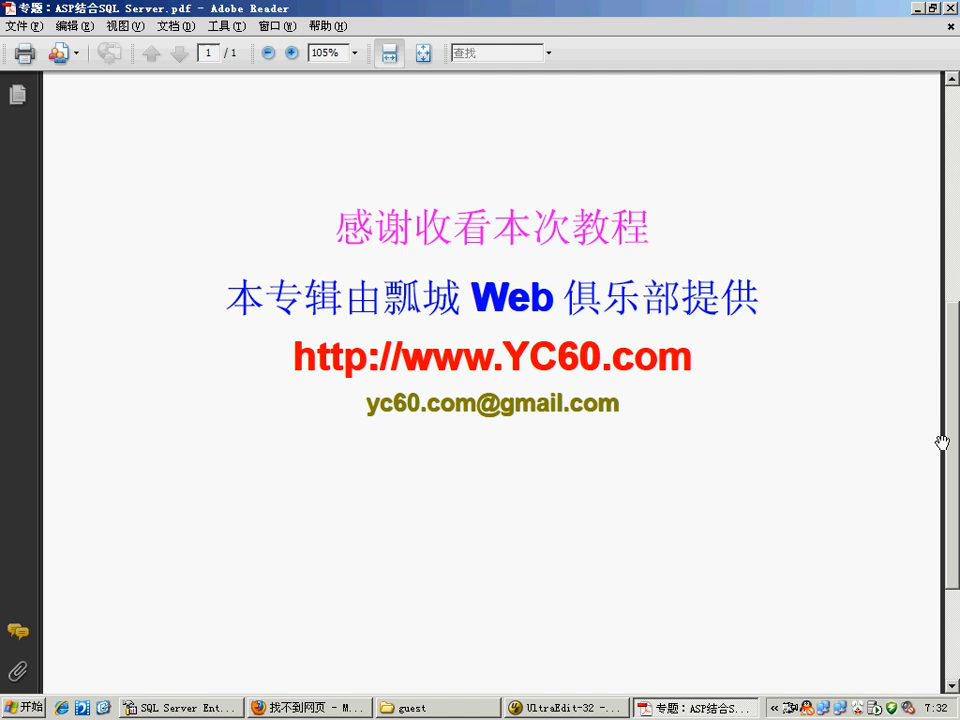 专题：ASP结合SQL Server.pdf - Adobe Reader
文件(F) 编辑(E) 视图(V) 文档(D) 工具(T) 窗口(W) 帮助(H)
1 / 1 105% 查找
感谢收看本次教程
本专辑由瓢城 Web 俱乐部提供
http://www.YC60.com
yc60.com@gmail.com
开始 SQL Server Ent... 找不到网页 - M... guest UltraEdit-32 -... 专题：ASP结合S... 7:32